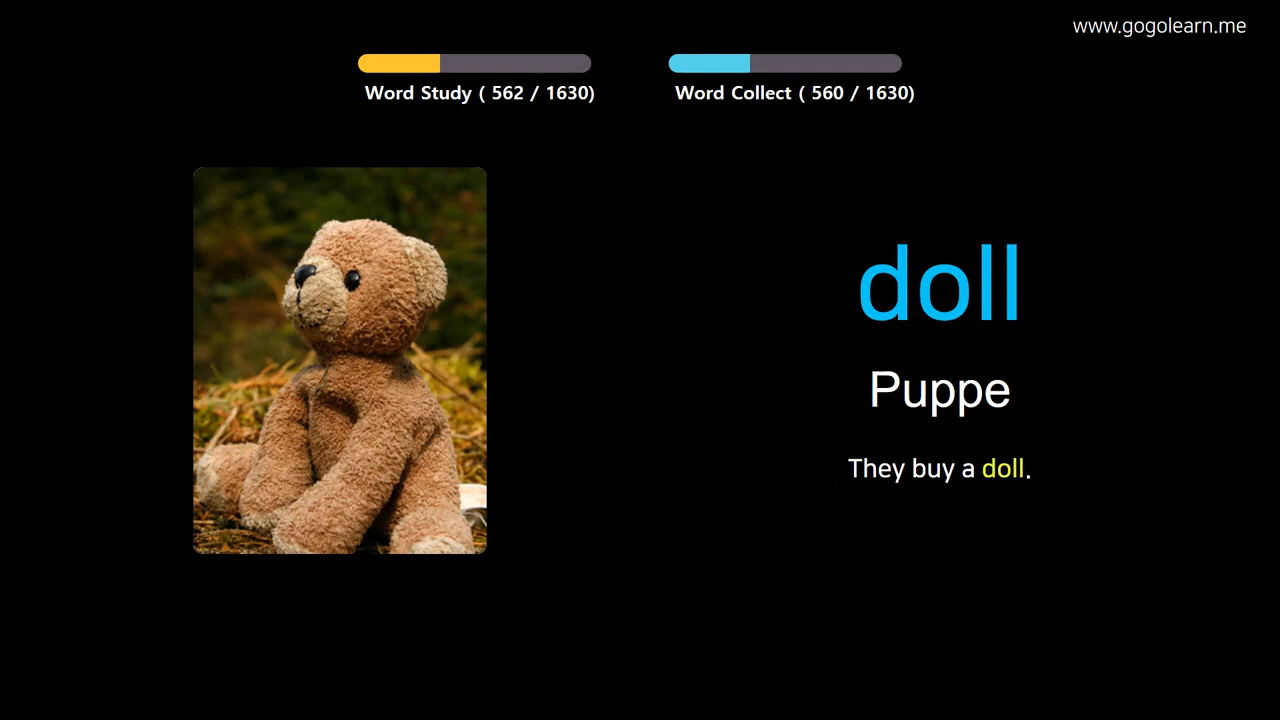 www.gogolearn.me
Word Study ( 562 / 1630)
Word Collect ( 560 / 1630)
doll
Puppe
They buy a doll.